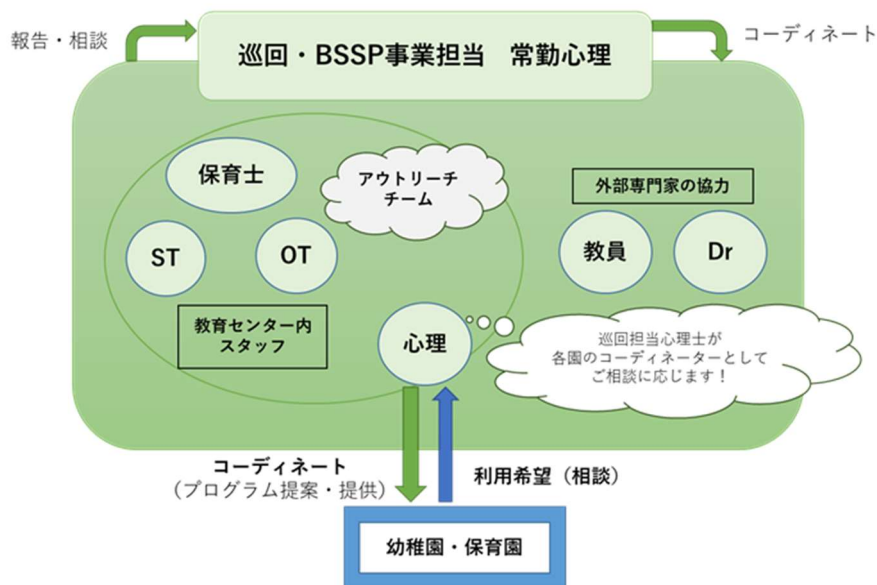 報告・相談
巡回・BSSP事業担当　常勤心理
コーディネート
保育士
アウトリーチ
チーム
外部専門家の協力
ST
OT
教員
Dr
教育センター内
スタッフ
心理
巡回担当心理士が
各園のコーディネーターとして
ご相談に応じます！
コーディネート
（プログラム提案・提供）
利用希望（相談）
幼稚園・保育園